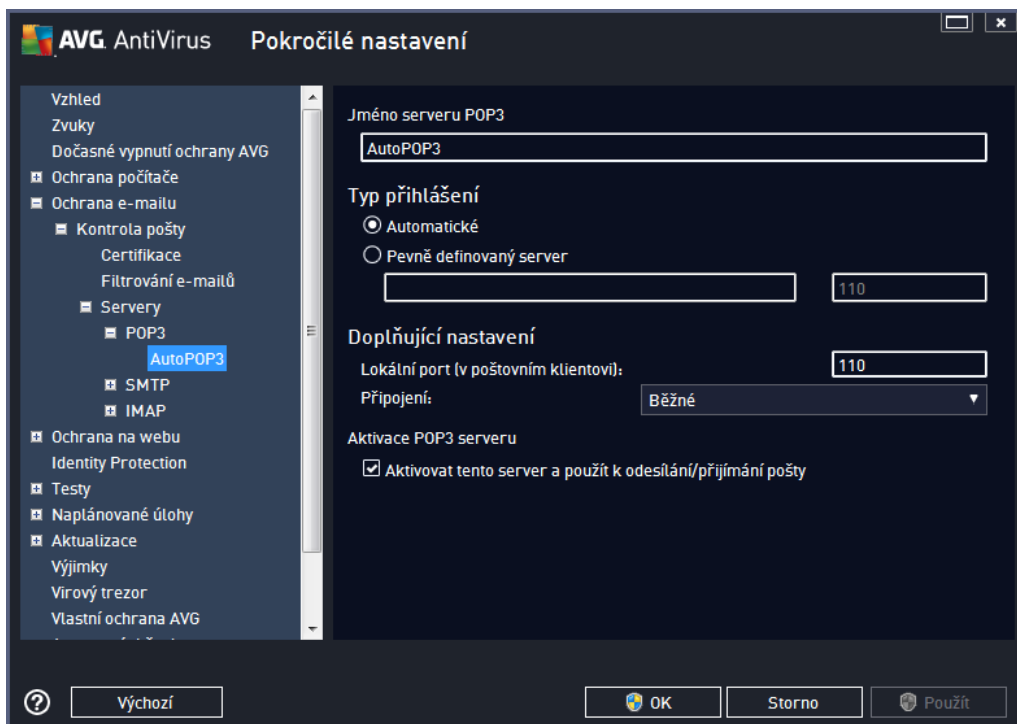 AVG. AntiVirus Pokročilé nastavení
Vzhled
Zvuky
Dočasné vypnutí ochrany AVG
Ochrana počítače
Ochrana e-mailu
Kontrola pošty
Certifikace
Filtrování e-mailů
Servery
POP3
AutoPOP3
SMTP
IMAP
Ochrana na webu
Identity Protection
Testy
Naplánované úlohy
Aktualizace
Výjimky
Virový trezor
Vlastní ochrana AVG
Jméno serveru POP3
AutoPOP3
Typ přihlášení
Automatické
Pevně definovaný server
110
Doplňující nastavení
Lokální port (v poštovním klientovi): 110
Připojení: Běžné
Aktivace POP3 serveru
Aktivovat tento server a použít k odesílání/přijímání pošty
Výchozí OK Storno Použít